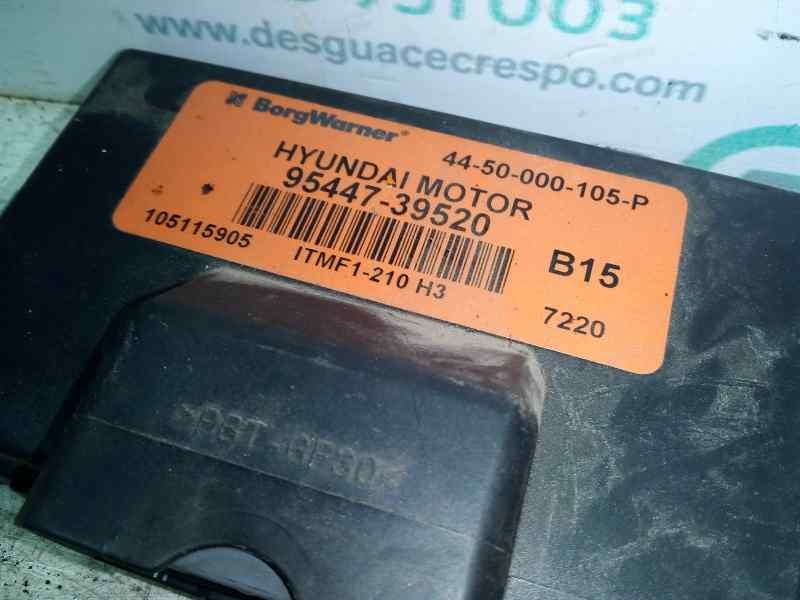 931003
www.desguacecrespo.com
BorgWarner®
44-50-000-105-P
HYUNDAI MOTOR
95447-39520
105115905
ITMF1-210 H3
B15
7220
>PBT-GF30<